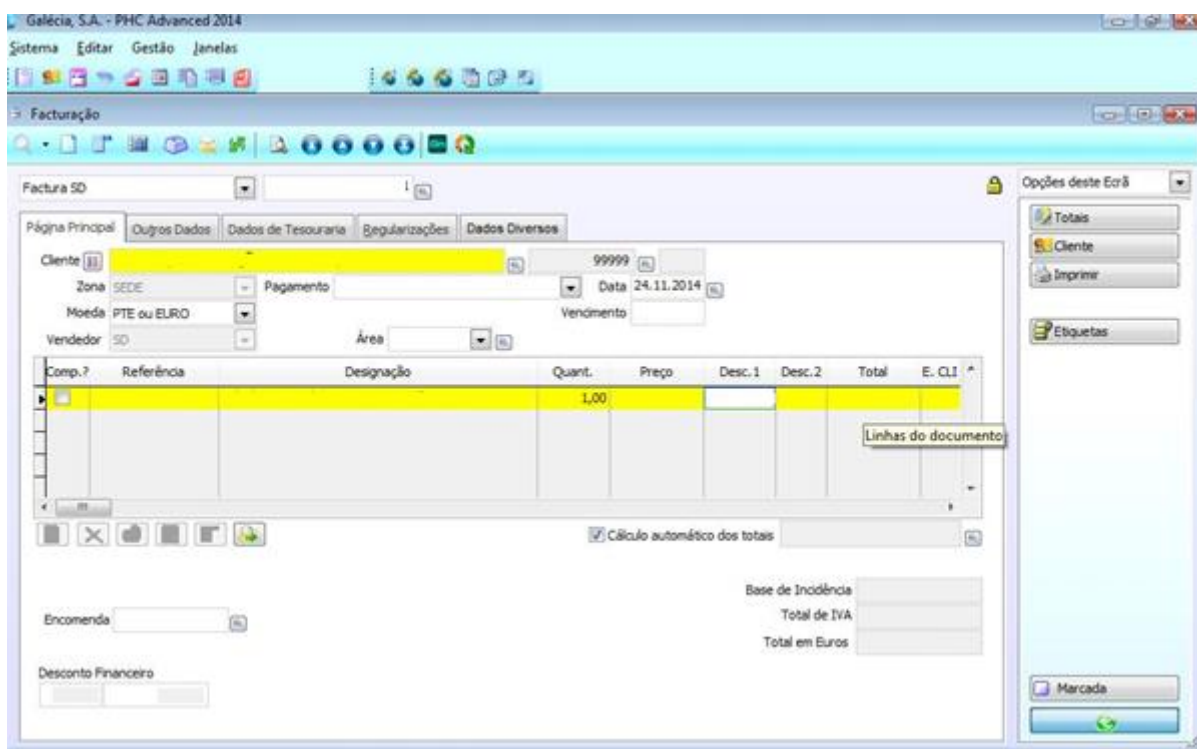 Galécia, S.A. - PHC Advanced 2014
Sistema Editar Gestão Janelas
Facturação
Factura SD 1
Opções deste Ecrã
Página Principal Outros Dados Dados de Tesouraria Regularizações Dados Diversos
Totais
Cliente 99999
Cliente
Zona SEDE Pagamento Data 24.11.2014
Imprimir
Moeda PTE ou EURO Vencimento
Vendedor SD Área
Etiquetas
Comp.? Referência Designação Quant. Preço Desc.1 Desc.2 Total E. CLI
1,00
Linhas do documento
Cálculo automático dos totais
Base de Incidência
Encomenda
Total de IVA
Total em Euros
Desconto Financeiro
Marcada